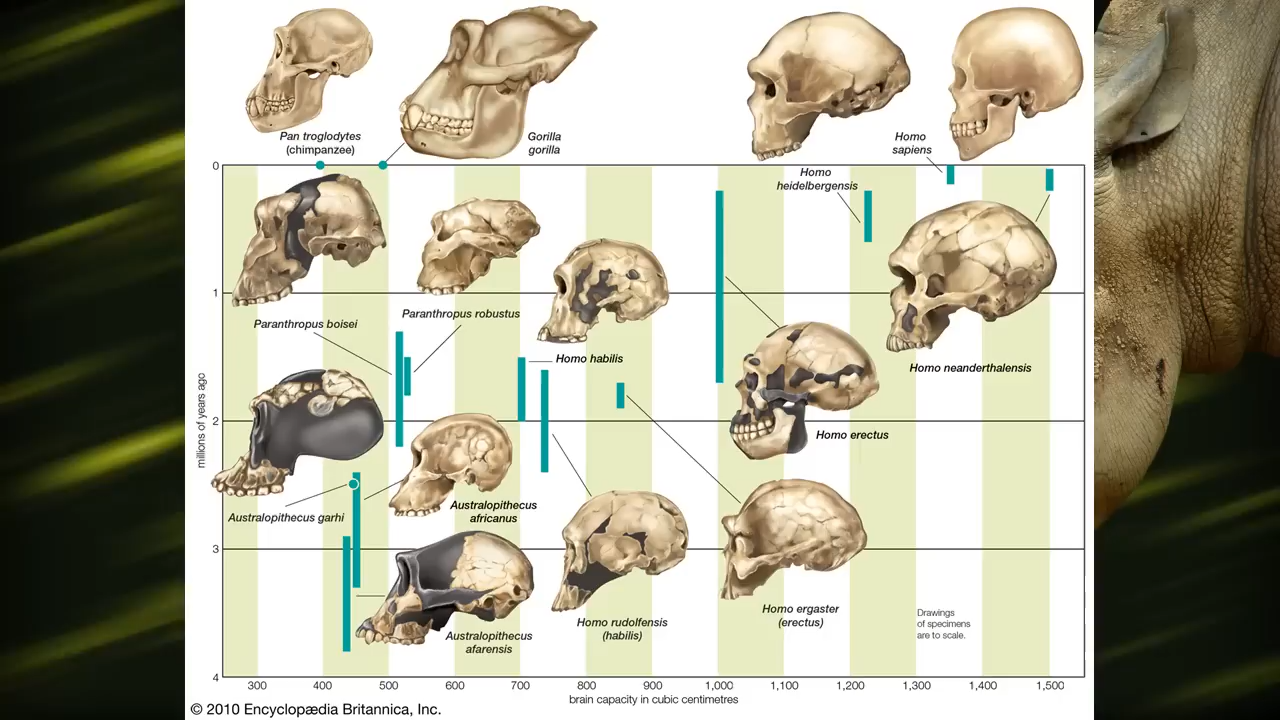 Pan troglodytes
(chimpanzee)
Gorilla
gorilla
Homo
sapiens
Homo
heidelbergensis
0
1
Paranthropus boisei
Paranthropus robustus
Homo habilis
Homo neanderthalensis
millions of years ago
2
Homo erectus
Australopithecus garhi
Australopithecus
africanus
3
Homo rudolfensis
(habilis)
Homo ergaster
(erectus)
Drawings
of specimens
are to scale.
Australopithecus
afarensis
4
300 400 500 600 700 800 900 1,000 1,100 1,200 1,300 1,400 1,500
brain capacity in cubic centimetres
© 2010 Encyclopædia Britannica, Inc.